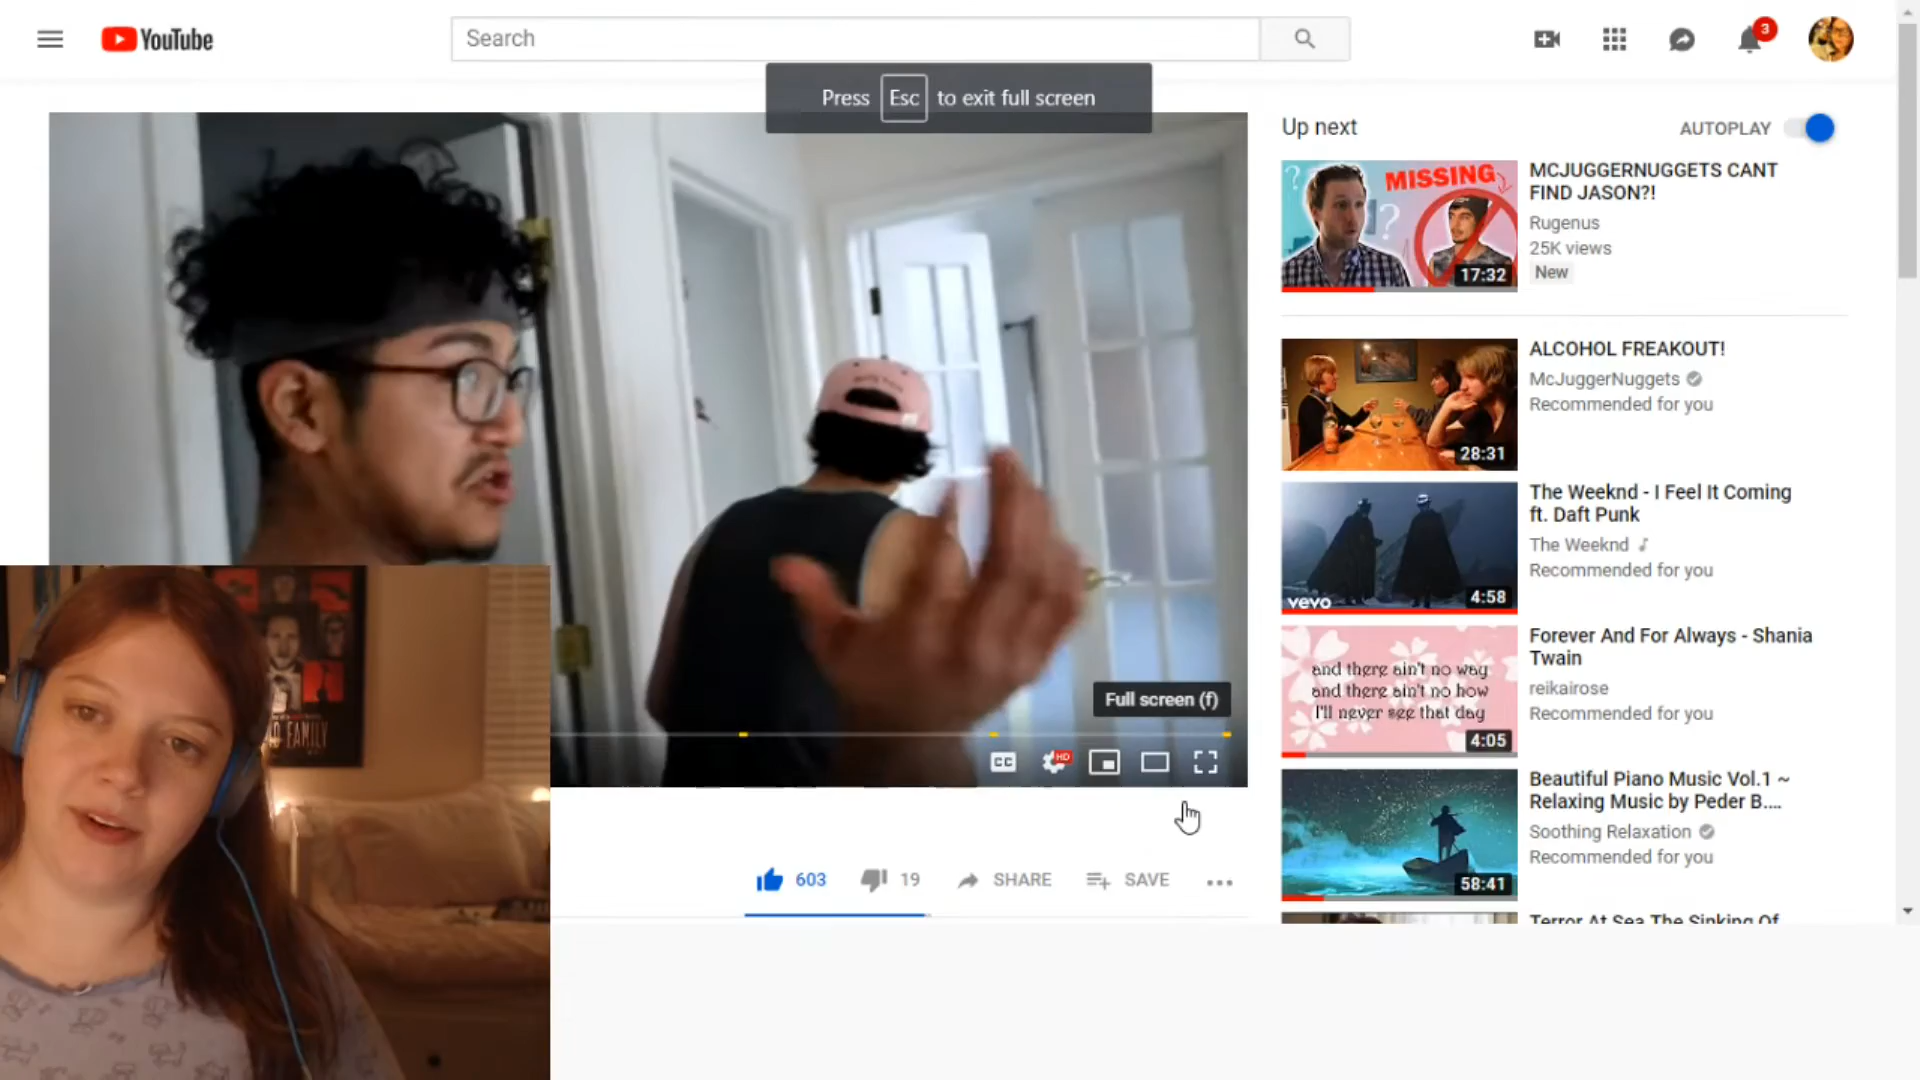 YouTube
Search
3
Press Esc to exit full screen
Up next
AUTOPLAY
MISSING
17:32
MCJUGGERNUGGETS CANT
FIND JASON?!
Rugenus
25K views
New
28:31
ALCOHOL FREAKOUT!
McJuggerNuggets
Recommended for you
vevo
4:58
The Weeknd - I Feel It Coming
ft. Daft Punk
The Weeknd
Recommended for you
and there ain't no way
and there ain't no how
I'll never see that day
4:05
Forever And For Always - Shania
Twain
reikairose
Recommended for you
58:41
Beautiful Piano Music Vol.1 ~
Relaxing Music by Peder B....
Soothing Relaxation
Recommended for you
Terror At Sea The Sinking Of
Full screen (f)
CC
HD
603
19
SHARE
SAVE
FAMILY